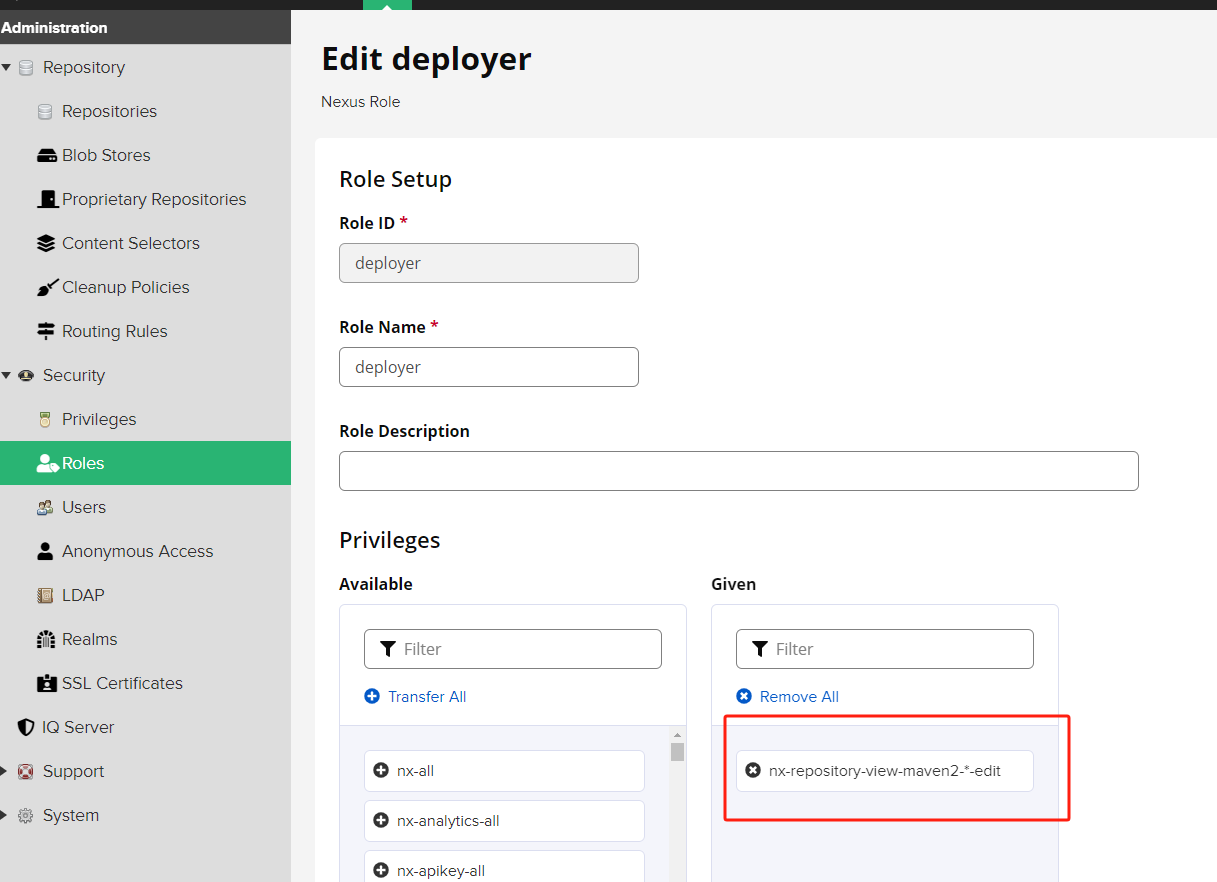 Administration
Repository
Repositories
Blob Stores
Proprietary Repositories
Content Selectors
Cleanup Policies
Routing Rules
Security
Privileges
Roles
Users
Anonymous Access
LDAP
Realms
SSL Certificates
IQ Server
Support
System
Edit deployer
Nexus Role
Role Setup
Role ID *
deployer
Role Name *
deployer
Role Description
Privileges
Available
Filter
Transfer All
nx-all
nx-analytics-all
nx-apikey-all
Given
Filter
Remove All
nx-repository-view-maven2-*-edit